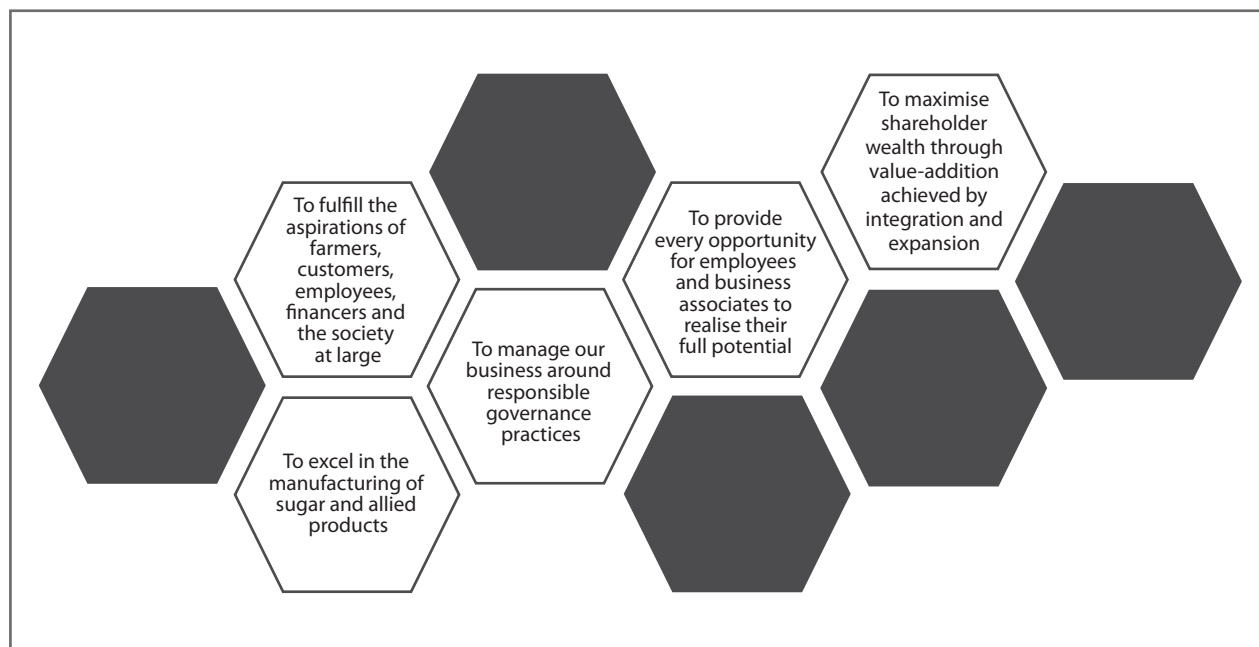 To fulfill the
aspirations of
farmers,
customers,
employees,
financers and
the society
at large
To excel in the
manufacturing of
sugar and allied
products
To manage our
business around
responsible
governance
practices
To provide
every opportunity
for employees
and business
associates to
realise their
full potential
To maximise
shareholder
wealth through
value-addition
achieved by
integration and
expansion